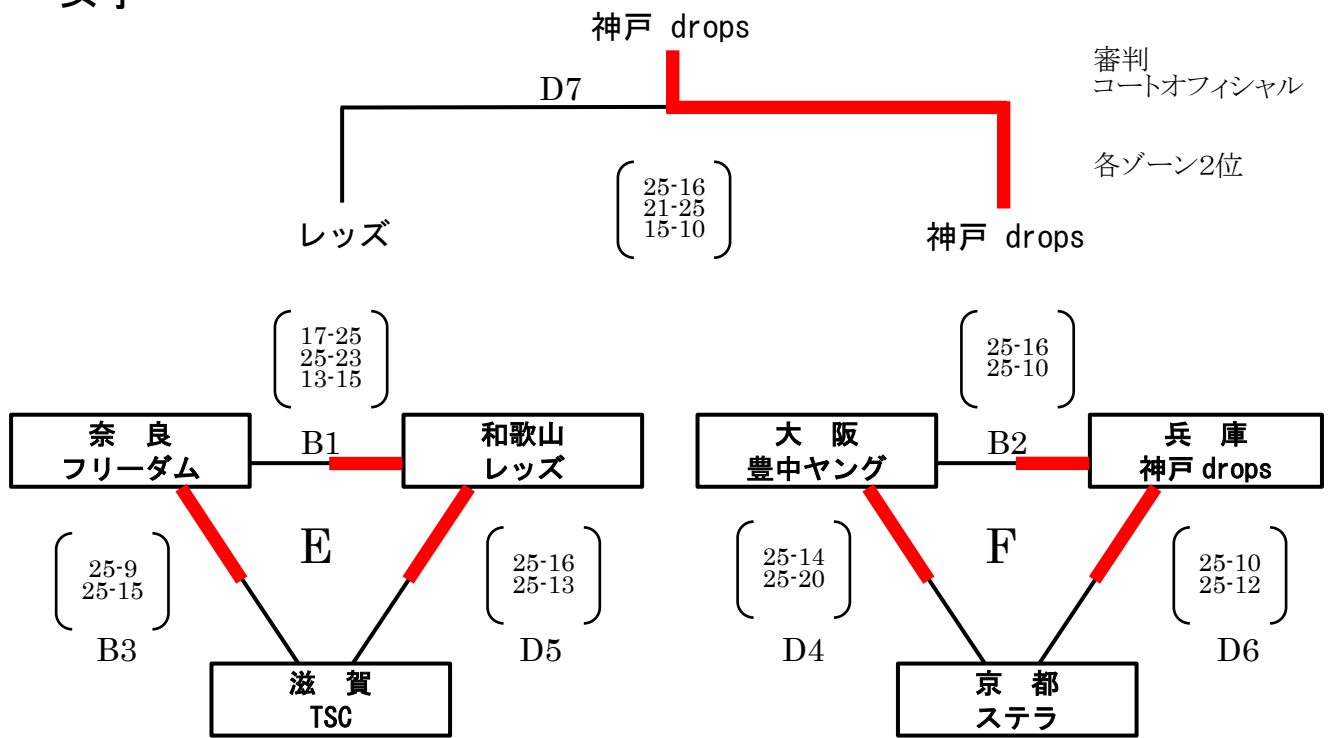 神戸 drops
審判
コートオフィシャル
D7
各ゾーン2位
25-16
21-25
15-10
レッズ
神戸 drops
17-25
25-23
13-15
25-16
25-10
奈 良
フリーダム
B1
和歌山
レッズ
大 阪
豊中ヤング
B2
兵 庫
神戸 drops
E
F
25-9
25-15
25-16
25-13
25-14
25-20
25-10
25-12
B3
D5
D4
D6
滋 賀
TSC
京 都
ステラ